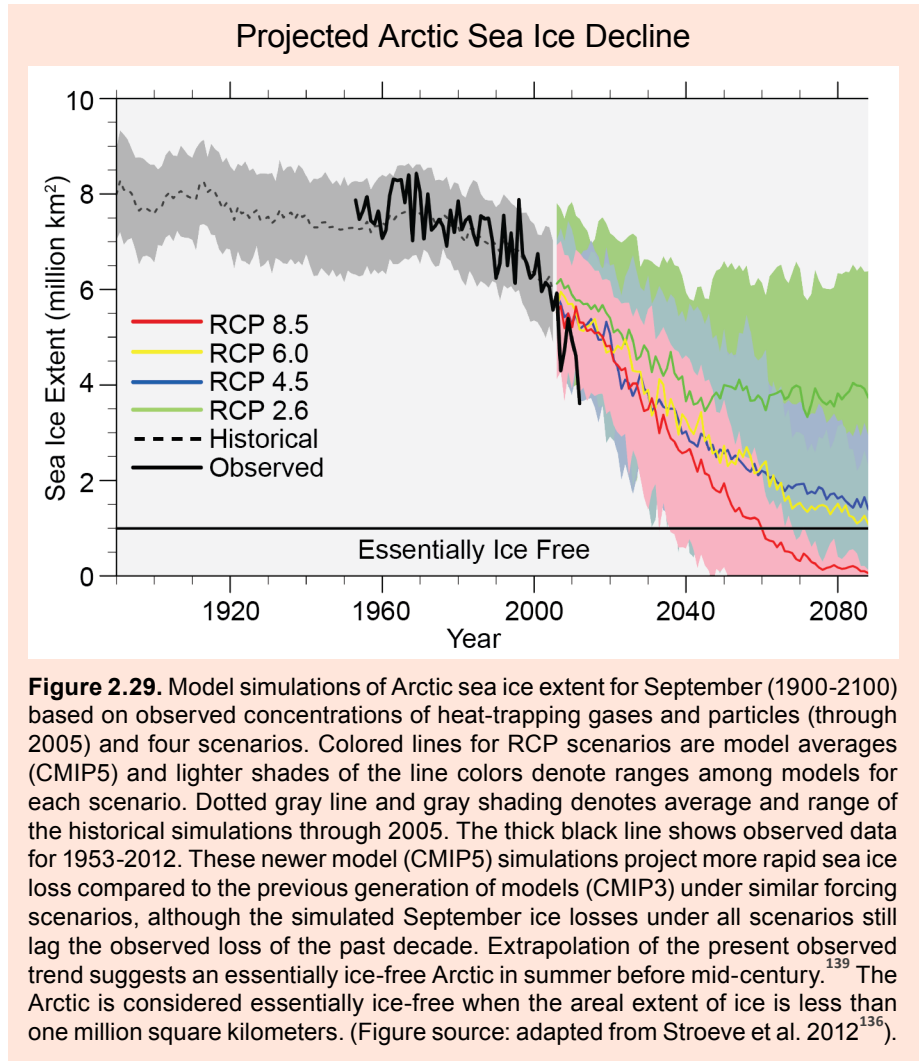 Projected Arctic Sea Ice Decline
10
8
6
4
2
0
Sea Ice Extent (million km²)
RCP 8.5
RCP 6.0
RCP 4.5
RCP 2.6
Historical
Observed
Essentially Ice Free
1920 1960 2000 2040 2080
Year
Figure 2.29. Model simulations of Arctic sea ice extent for September (1900-2100)
based on observed concentrations of heat-trapping gases and particles (through
2005) and four scenarios. Colored lines for RCP scenarios are model averages
(CMIP5) and lighter shades of the line colors denote ranges among models for
each scenario. Dotted gray line and gray shading denotes average and range of
the historical simulations through 2005. The thick black line shows observed data
for 1953-2012. These newer model (CMIP5) simulations project more rapid sea ice
loss compared to the previous generation of models (CMIP3) under similar forcing
scenarios, although the simulated September ice losses under all scenarios still
lag the observed loss of the past decade. Extrapolation of the present observed
trend suggests an essentially ice-free Arctic in summer before mid-century.¹³⁹ The
Arctic is considered essentially ice-free when the areal extent of ice is less than
one million square kilometers. (Figure source: adapted from Stroeve et al. 2012¹³⁶).